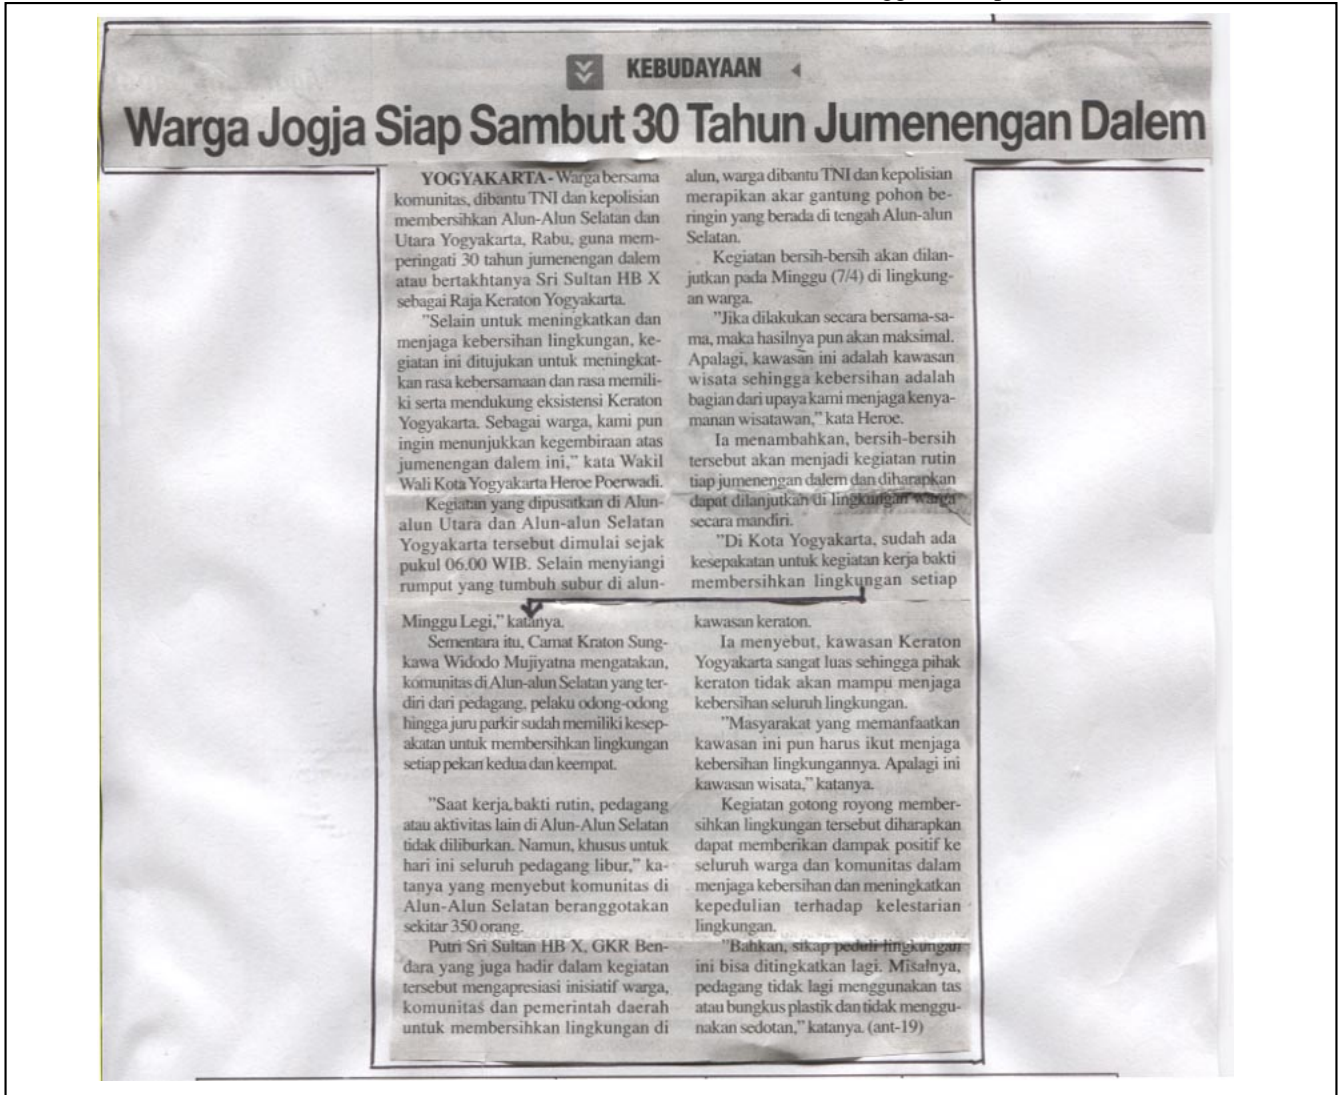 KEBUDAYAAN
Warga Jogja Siap Sambut 30 Tahun Jumenengan Dalem
YOGYAKARTA - Warga bersama
komunitas, dibantu TNI dan kepolisian
membersihkan Alun-Alun Selatan dan
Utara Yogyakarta, Rabu, guna mem-
peringati 30 tahun jumenengan dalem
atau bertakhtanya Sri Sultan HB X
sebagai Raja Keraton Yogyakarta.
"Selain untuk meningkatkan dan
menjaga kebersihan lingkungan, ke-
giatan ini ditujukan untuk meningkat-
kan rasa kebersamaan dan rasa memili-
ki serta mendukung eksistensi Keraton
Yogyakarta. Sebagai warga, kami pun
ingin menunjukkan kegembiraan atas
jumenengan dalem ini," kata Wakil
Wali Kota Yogyakarta Heroe Poerwadi.
Kegiatan yang dipusatkan di Alun-
alun Utara dan Alun-alun Selatan
Yogyakarta tersebut dimulai sejak
pukul 06.00 WIB. Selain menyiangi
rumput yang tumbuh subur di alun-
alun, warga dibantu TNI dan kepolisian
merapikan akar gantung pohon be-
ringin yang berada di tengah Alun-alun
Selatan.
Kegiatan bersih-bersih akan dilan-
jutkan pada Minggu (7/4) di lingkung-
an warga.
"Jika dilakukan secara bersama-sa-
ma, maka hasilnya pun akan maksimal.
Apalagi, kawasan ini adalah kawasan
wisata sehingga kebersihan adalah
bagian dari upaya kami menjaga kenya-
manan wisatawan," kata Heroe.
Ia menambahkan, bersih-bersih
tersebut akan menjadi kegiatan rutin
tiap jumenengan dalem dan diharapkan
dapat dilanjutkan di lingkungan warga
secara mandiri.
"Di Kota Yogyakarta, sudah ada
kesepakatan untuk kegiatan kerja bakti
membersihkan lingkungan setiap
Minggu Legi," katanya.
Sementara itu, Camat Kraton Sung-
kawa Widodo Mujiyatna mengatakan,
komunitas di Alun-alun Selatan yang ter-
diri dari pedagang, pelaku odong-odong
hingga juru parkir sudah memiliki kesep-
akatan untuk membersihkan lingkungan
setiap pekan kedua dan keempat.
"Saat kerja bakti rutin, pedagang
atau aktivitas lain di Alun-Alun Selatan
tidak diliburkan. Namun, khusus untuk
hari ini seluruh pedagang libur," ka-
tanya yang menyebut komunitas di
Alun-Alun Selatan beranggotakan
sekitar 350 orang.
Putri Sri Sultan HB X, GKR Ben-
dara yang juga hadir dalam kegiatan
tersebut mengapresiasi inisiatif warga,
komunitas dan pemerintah daerah
untuk membersihkan lingkungan di
kawasan keraton.
Ia menyebut, kawasan Keraton
Yogyakarta sangat luas sehingga pihak
keraton tidak akan mampu menjaga
kebersihan seluruh lingkungan.
"Masyarakat yang memanfaatkan
kawasan ini pun harus ikut menjaga
kebersihan lingkungannya. Apalagi ini
kawasan wisata," katanya.
Kegiatan gotong royong member-
sihkan lingkungan tersebut diharapkan
dapat memberikan dampak positif ke
seluruh warga dan komunitas dalam
menjaga kebersihan dan meningkatkan
kepedulian terhadap kelestarian
lingkungan.
"Bahkan, sikap peduli lingkungan
ini bisa ditingkatkan lagi. Misalnya,
pedagang tidak lagi menggunakan tas
atau bungkus plastik dan tidak menggu-
nakan sedotan," katanya. (ant-19)